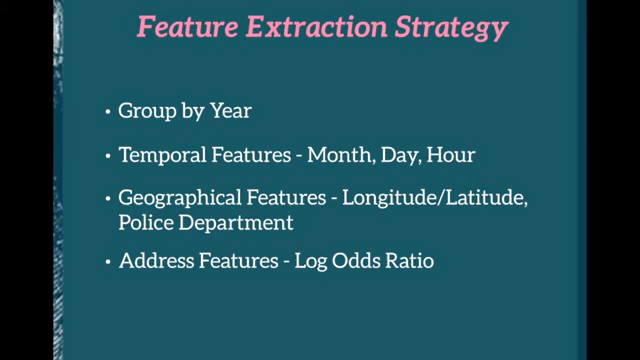 Feature Extraction Strategy
• Group by Year
• Temporal Features - Month, Day, Hour
• Geographical Features - Longitude/Latitude,
Police Department
• Address Features - Log Odds Ratio